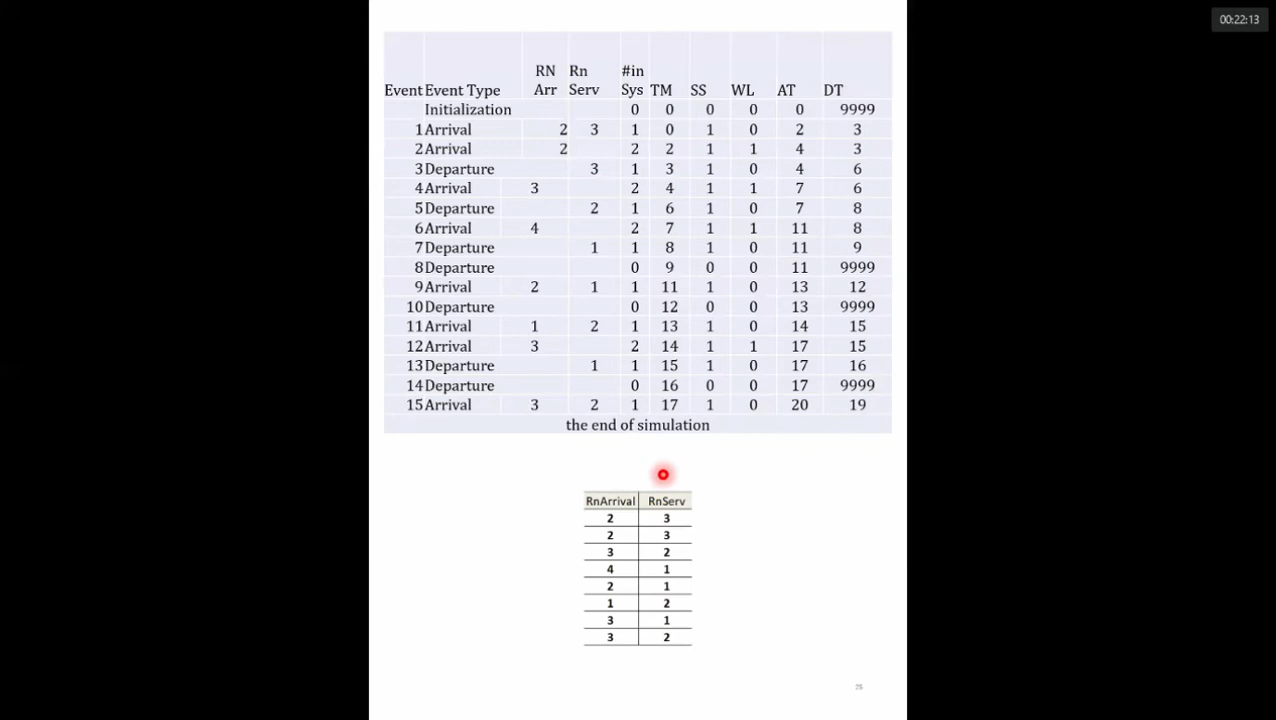 00:22:13
RN Rn #in
Event Event Type Arr Serv Sys TM SS WL AT DT
Initialization 0 0 0 0 0 9999
1 Arrival 2 3 1 0 1 0 2 3
2 Arrival 2 2 2 1 1 4 3
3 Departure 3 1 3 1 0 4 6
4 Arrival 3 2 4 1 1 7 6
5 Departure 2 1 6 1 0 7 8
6 Arrival 4 2 7 1 1 11 8
7 Departure 1 1 8 1 0 11 9
8 Departure 0 9 0 0 11 9999
9 Arrival 2 1 1 11 1 0 13 12
10 Departure 0 12 0 0 13 9999
11 Arrival 1 2 1 13 1 0 14 15
12 Arrival 3 2 14 1 1 17 15
13 Departure 1 1 15 1 0 17 16
14 Departure 0 16 0 0 17 9999
15 Arrival 3 2 1 17 1 0 20 19
the end of simulation
RnArrival RnServ
2 3
2 3
3 2
4 1
2 1
1 2
3 1
3 2